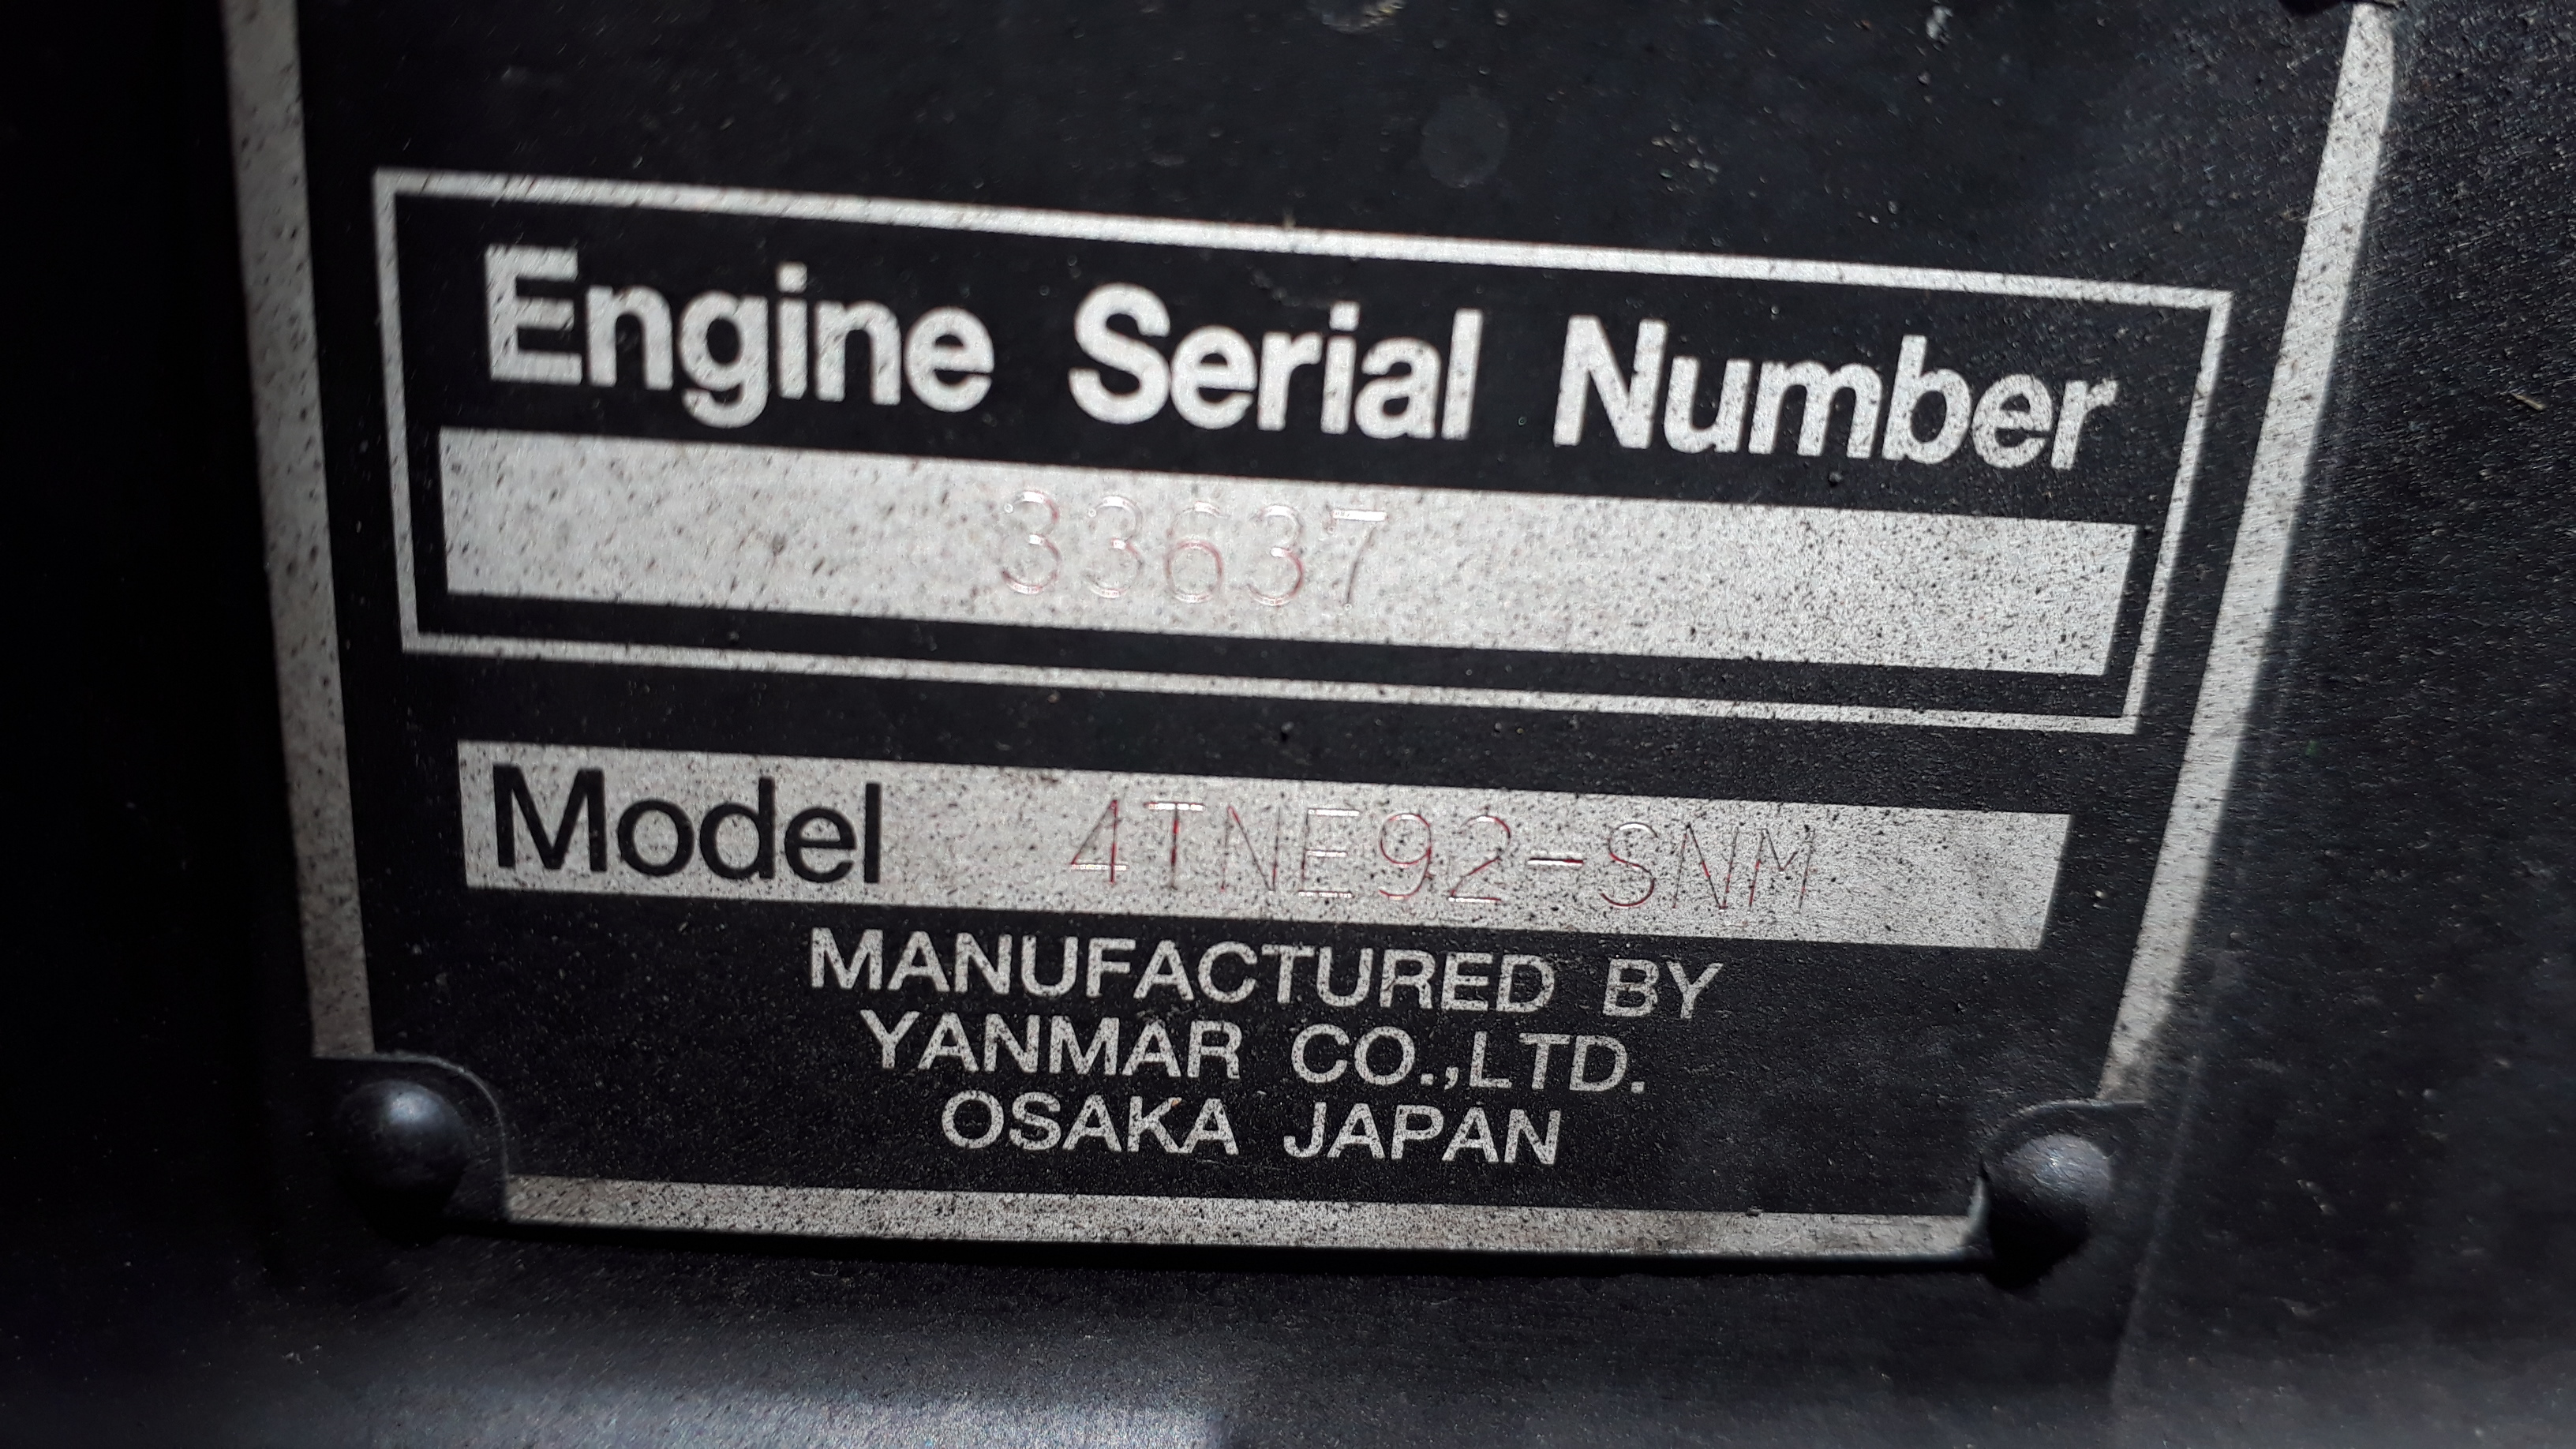 Engine Serial Number
33637
Model 4TNE92-SNM
MANUFACTURED BY
YANMAR CO.,LTD.
OSAKA JAPAN